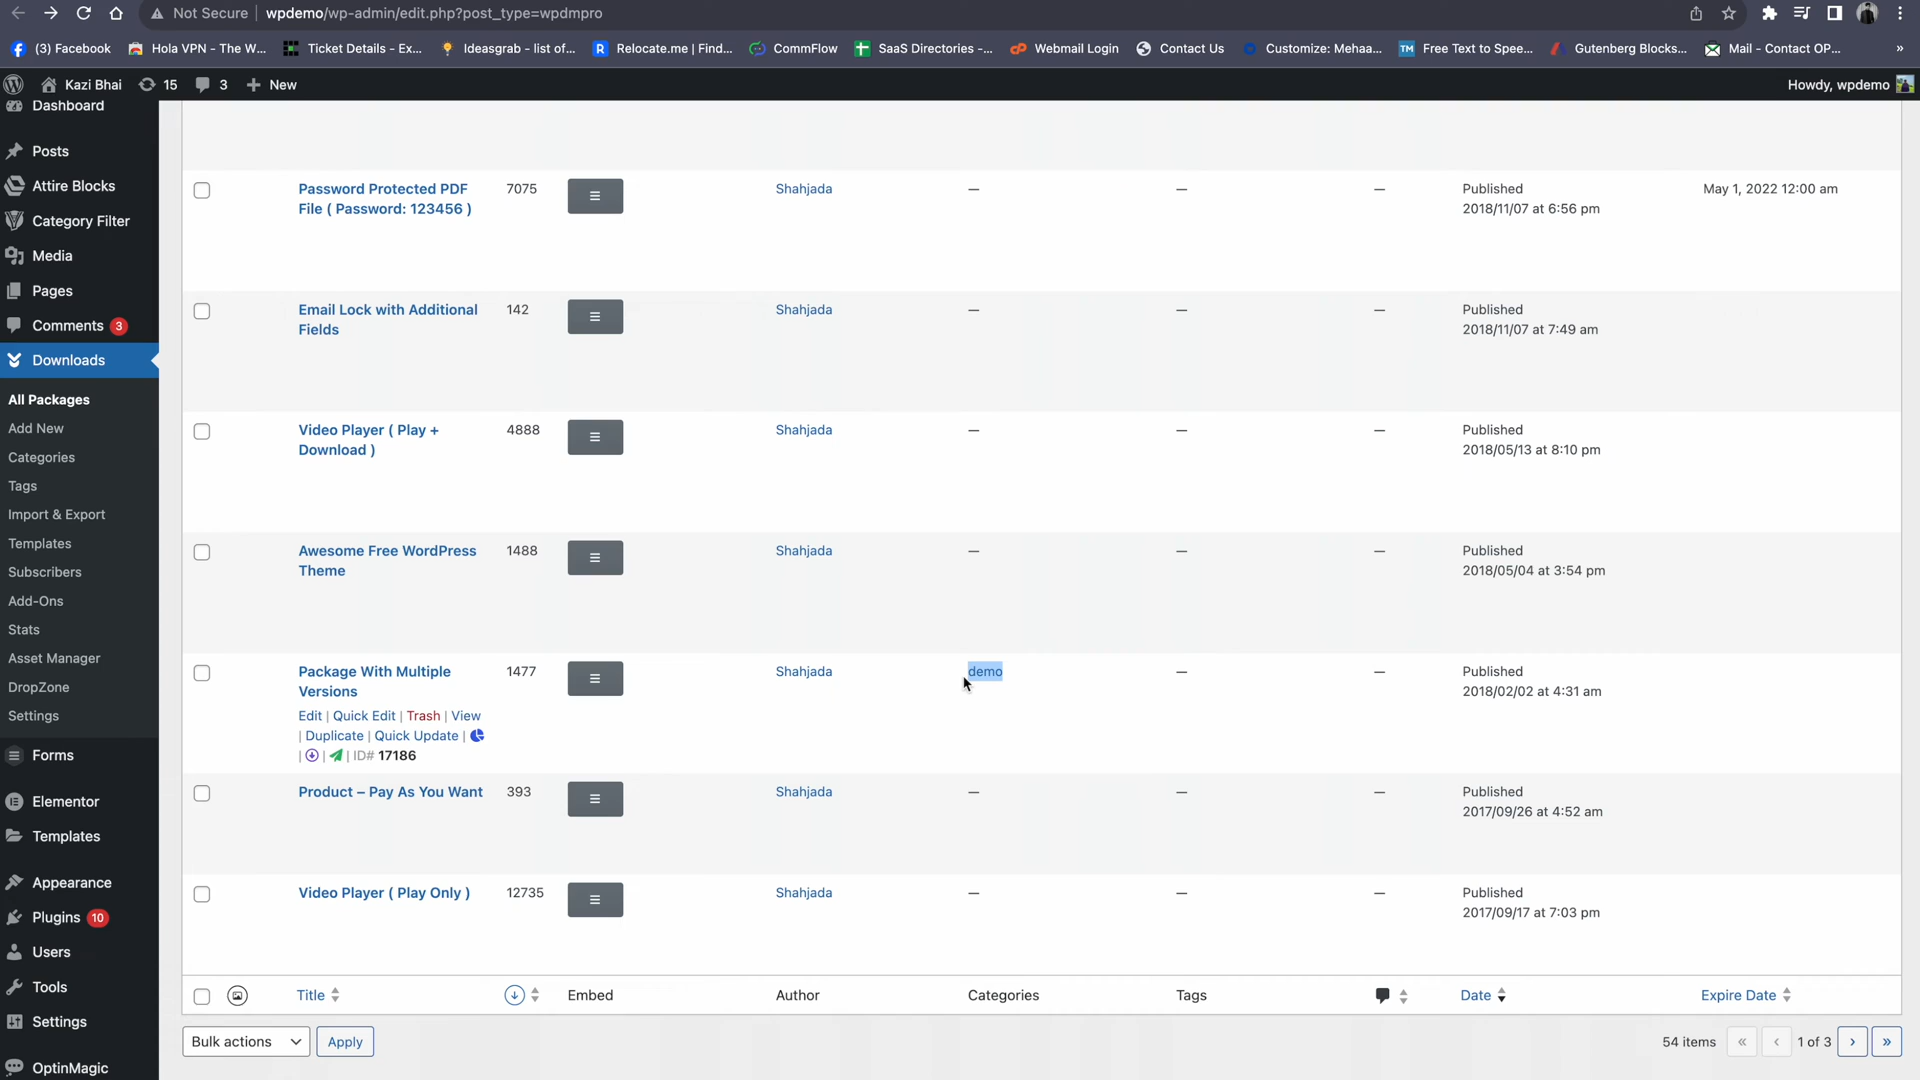 Not Secure
wpdemo/wp-admin/edit.php?post_type=wpdmpro
(3) Facebook
Hola VPN - The W...
Ticket Details - Ex...
Ideasgrab - list of...
Relocate.me | Find...
CommFlow
SaaS Directories -...
Webmail Login
Contact Us
Customize: Mehaa...
TM
Free Text to Spee...
Gutenberg Blocks...
Mail - Contact OP...
»
Kazi Bhai
15
3
New
Howdy, wpdemo
Dashboard
Posts
Attire Blocks
Category Filter
Media
Pages
Comments 3
Downloads
All Packages
Add New
Categories
Tags
Import & Export
Templates
Subscribers
Add-Ons
Stats
Asset Manager
DropZone
Settings
Forms
Elementor
Templates
Appearance
Plugins 10
Users
Tools
Settings
OptinMagic
Password Protected PDF
File ( Password: 123456 )
7075
Shahjada
—
—
—
Published
2018/11/07 at 6:56 pm
May 1, 2022 12:00 am
Email Lock with Additional
Fields
142
Shahjada
—
—
—
Published
2018/11/07 at 7:49 am
Video Player ( Play +
Download )
4888
Shahjada
—
—
—
Published
2018/05/13 at 8:10 pm
Awesome Free WordPress
Theme
1488
Shahjada
—
—
—
Published
2018/05/04 at 3:54 pm
Package With Multiple
Versions
Edit | Quick Edit | Trash | View
| Duplicate | Quick Update |
| | | ID# 17186
1477
Shahjada
demo
—
—
Published
2018/02/02 at 4:31 am
Product – Pay As You Want
393
Shahjada
—
—
—
Published
2017/09/26 at 4:52 am
Video Player ( Play Only )
12735
Shahjada
—
—
—
Published
2017/09/17 at 7:03 pm
Title
Embed
Author
Categories
Tags
Date
Expire Date
Bulk actions
Apply
54 items
«
‹
1 of 3
›
»